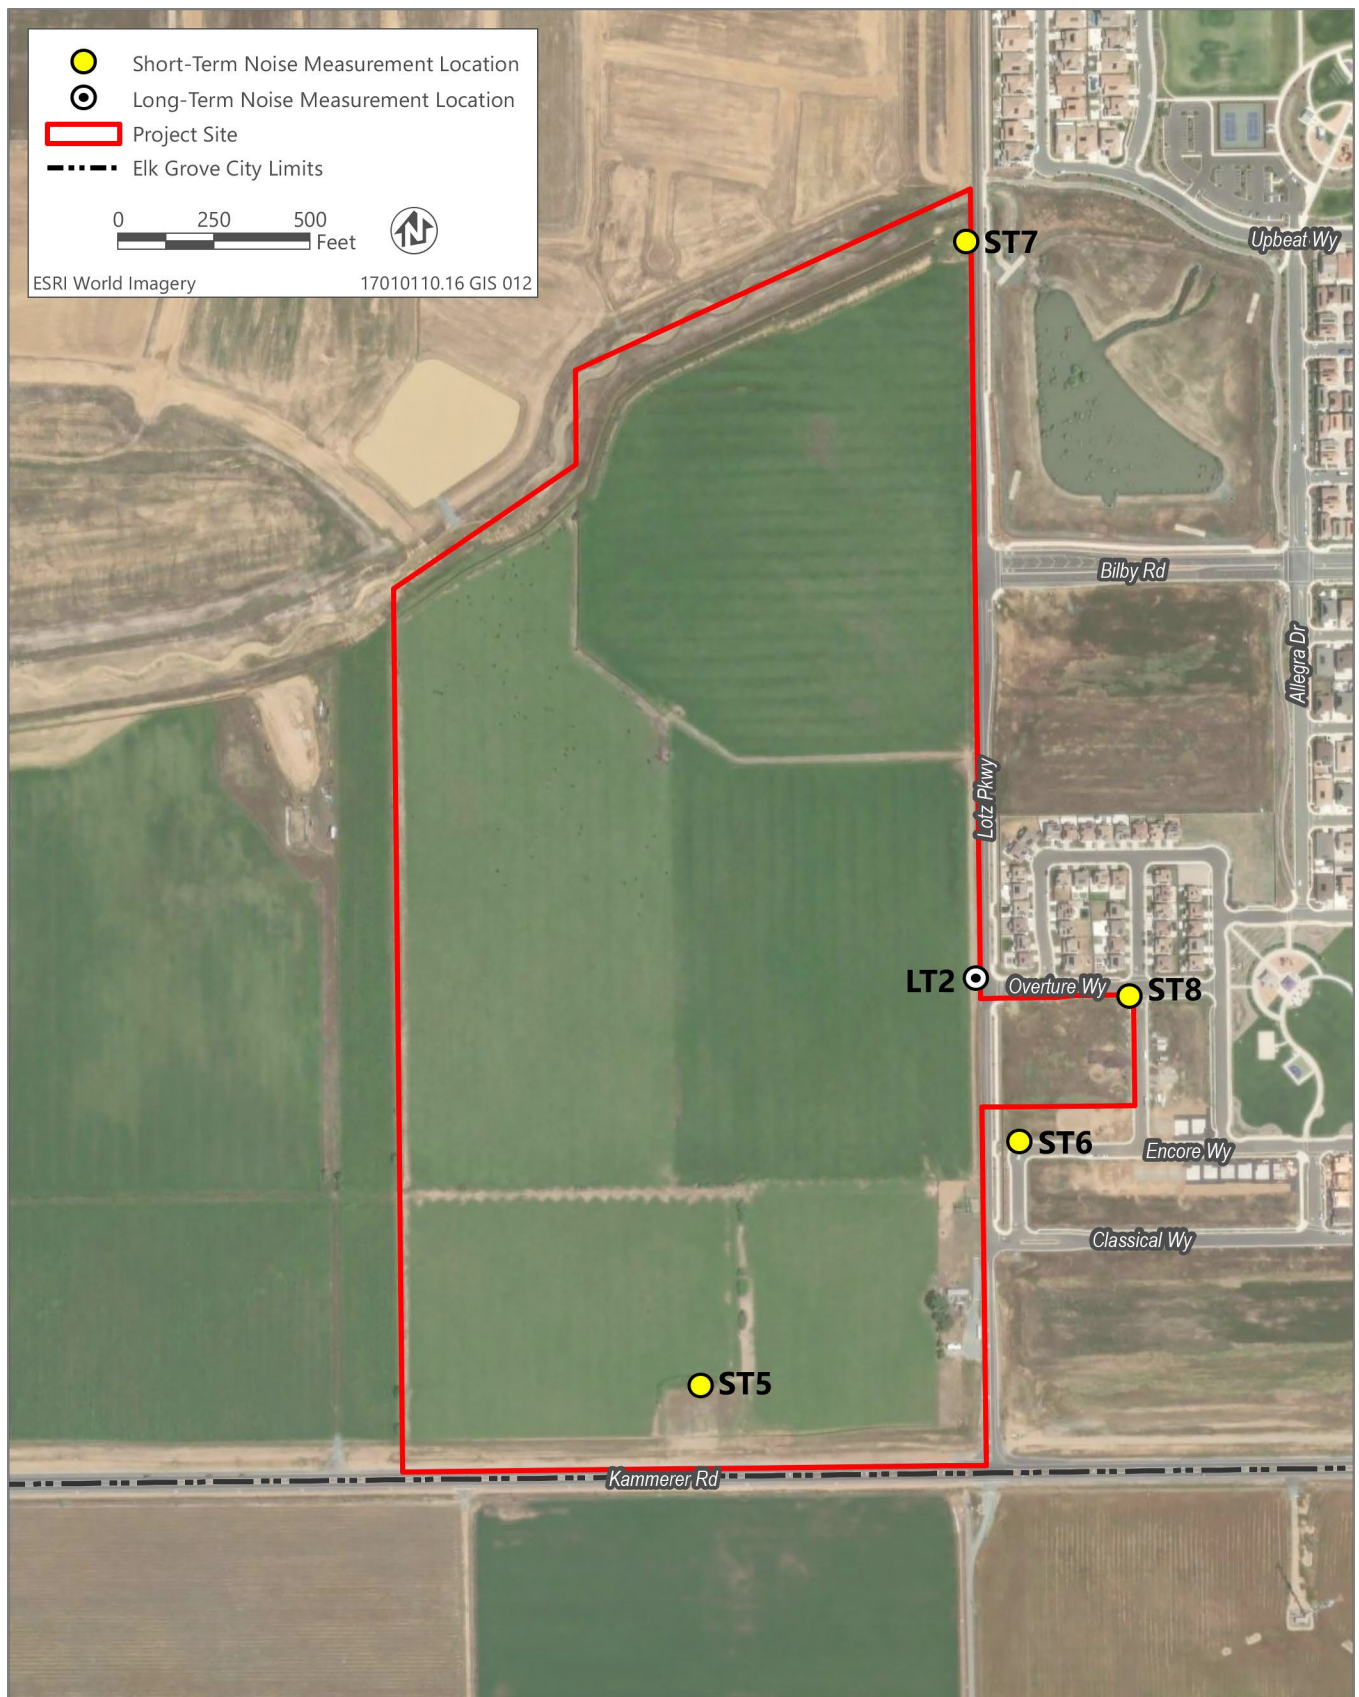 Short-Term Noise Measurement Location
Long-Term Noise Measurement Location
Project Site
Elk Grove City Limits
0 250 500
Feet
N
ESRI World Imagery 17010110.16 GIS 012
Upbeat Wy
ST7
Bilby Rd
Allegra Dr
Lotz Pkwy
LT2
Overture Wy
ST8
ST6
Encore Wy
Classical Wy
ST5
Kammerer Rd